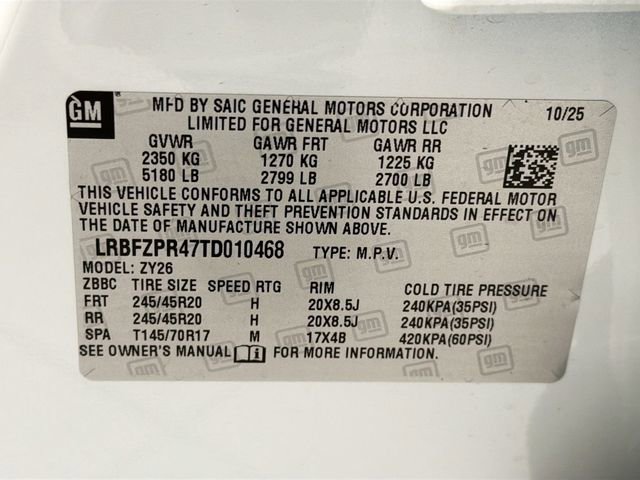 GM MFD BY SAIC GENERAL MOTORS CORPORATION 10/25
LIMITED FOR GENERAL MOTORS LLC
GVWR GAWR FRT GAWR RR
2350 KG 1270 KG 1225 KG
5180 LB 2799 LB 2700 LB
THIS VEHICLE CONFORMS TO ALL APPLICABLE U.S. FEDERAL MOTOR
VEHICLE SAFETY AND THEFT PREVENTION STANDARDS IN EFFECT ON
THE DATE OF MANUFACTURE SHOWN ABOVE.
LRBFZPR47TD010468 TYPE: M.P.V.
MODEL: ZY26
ZBBC TIRE SIZE SPEED RTG RIM COLD TIRE PRESSURE
FRT 245/45R20 H 20X8.5J 240KPA(35PSI)
RR 245/45R20 H 20X8.5J 240KPA(35PSI)
SPA T145/70R17 M 17X4B 420KPA(60PSI)
SEE OWNER'S MANUAL FOR MORE INFORMATION.